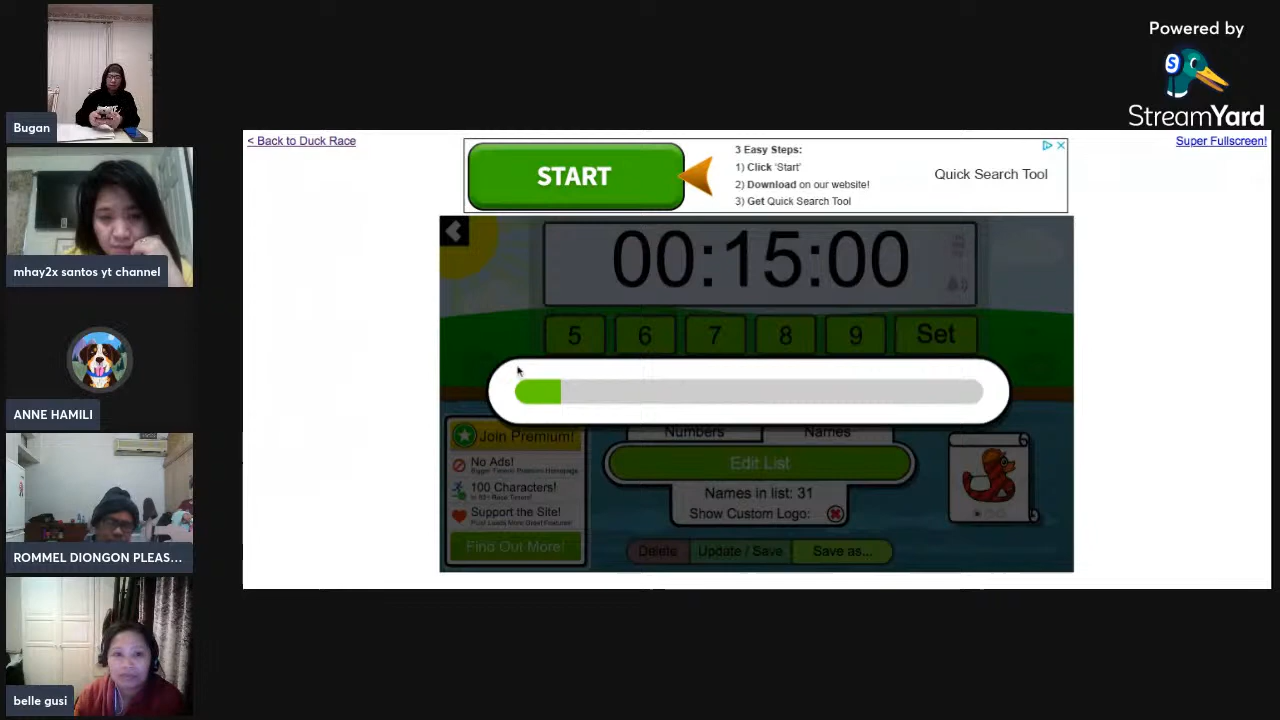 Bugan
mhay2x santos yt channel
ANNE HAMILI
ROMMEL DIONGON PLEAS...
belle gusi
Powered by
StreamYard
< Back to Duck Race
Super Fullscreen!
START
3 Easy Steps:
1) Click 'Start'
2) Download on our website!
3) Get Quick Search Tool
Quick Search Tool
00:15:00
5 6 7 8 9 Set
Numbers Names
Edit List
Names in list: 31
Show Custom Logo:
Delete Update / Save Save as...
Join Premium!
No Ads!
100 Characters!
Support the Site!
Find Out More!